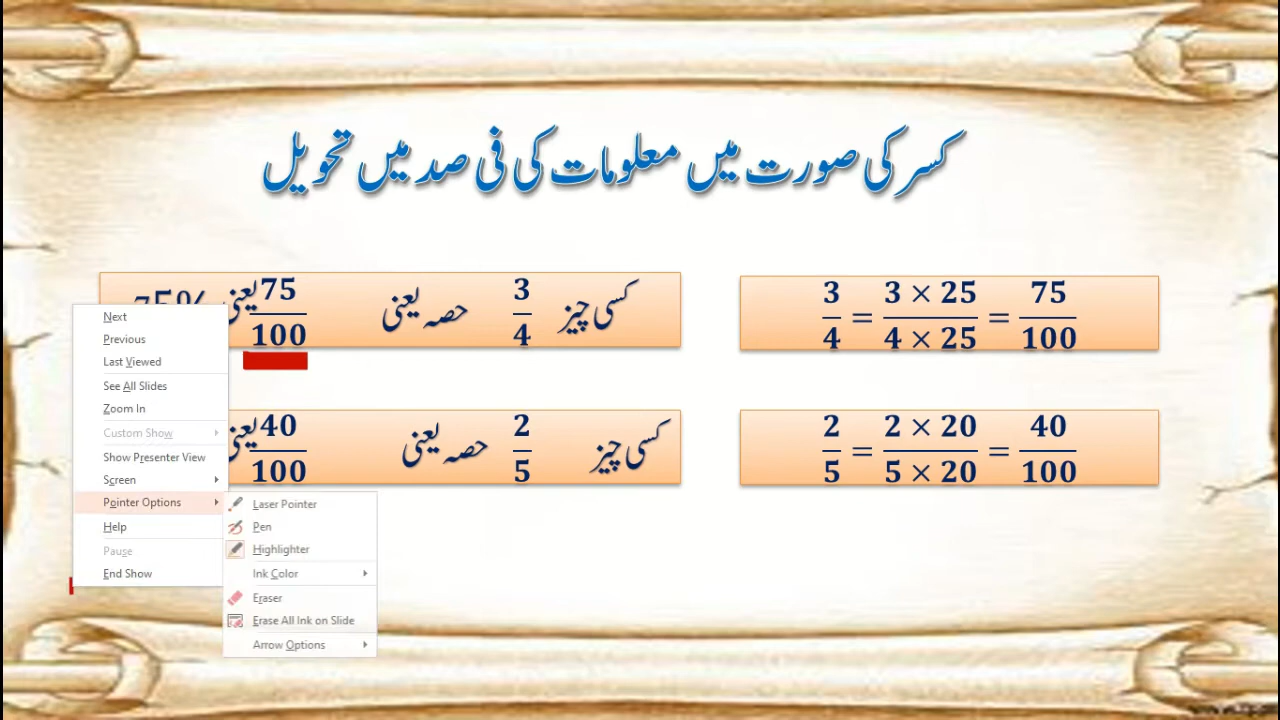 کسر کی صورت میں معلومات کی فی صد میں تحویل
کسی چیز 3/4 حصہ یعنی 75/100 یعنی 75%
3/4 = 3 × 25/4 × 25 = 75/100
کسی چیز 2/5 حصہ یعنی 40/100 یعنی
2/5 = 2 × 20/5 × 20 = 40/100
Next
Previous
Last Viewed
See All Slides
Zoom In
Custom Show
Show Presenter View
Screen
Pointer Options
Help
Pause
End Show
Laser Pointer
Pen
Highlighter
Ink Color
Eraser
Erase All Ink on Slide
Arrow Options